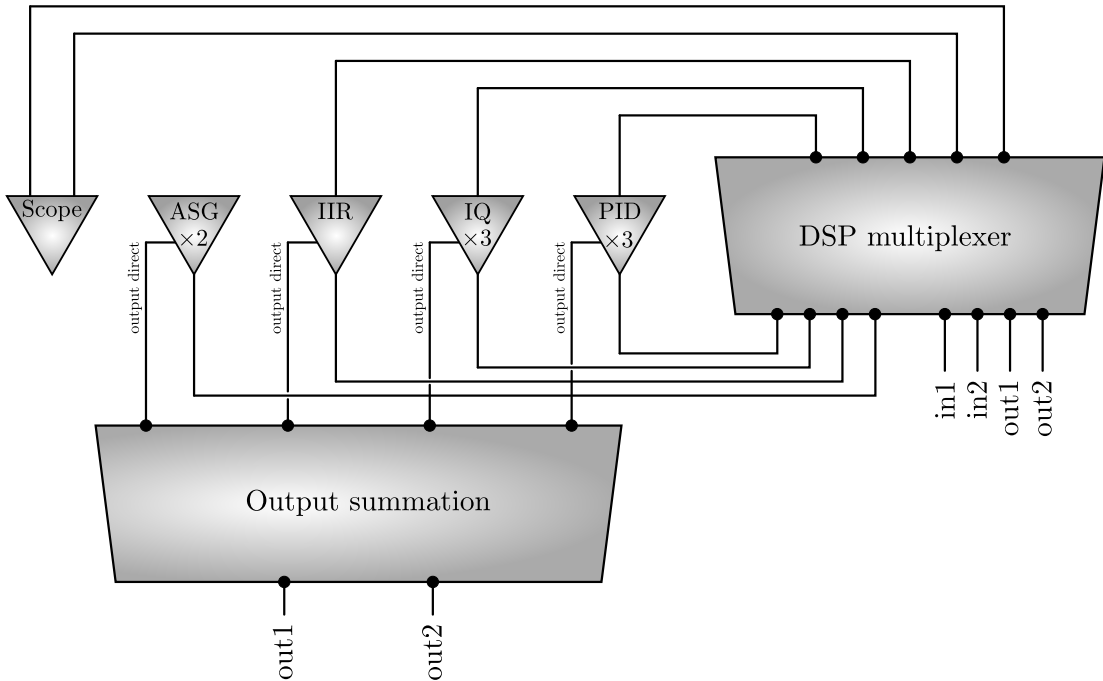 Scope
ASG
×2
IIR
IQ
×3
PID
×3
DSP multiplexer
output direct
output direct
output direct
output direct
in1
in2
out1
out2
Output summation
out1
out2